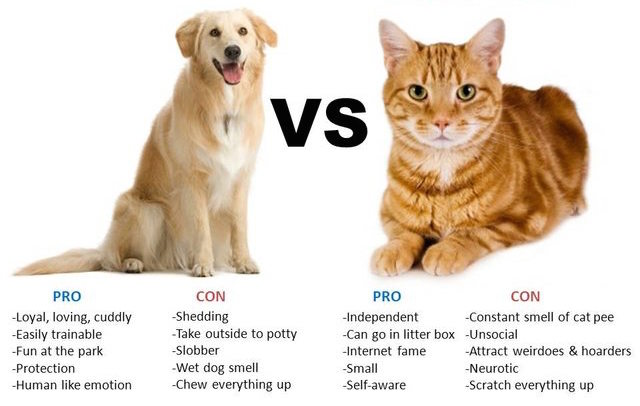 VS
PRO
-Loyal, loving, cuddly
-Easily trainable
-Fun at the park
-Protection
-Human like emotion
CON
-Shedding
-Take outside to potty
-Slobber
-Wet dog smell
-Chew everything up
PRO
-Independent
-Can go in litter box
-Internet fame
-Small
-Self-aware
CON
-Constant smell of cat pee
-Unsocial
-Attract weirdoes & hoarders
-Neurotic
-Scratch everything up